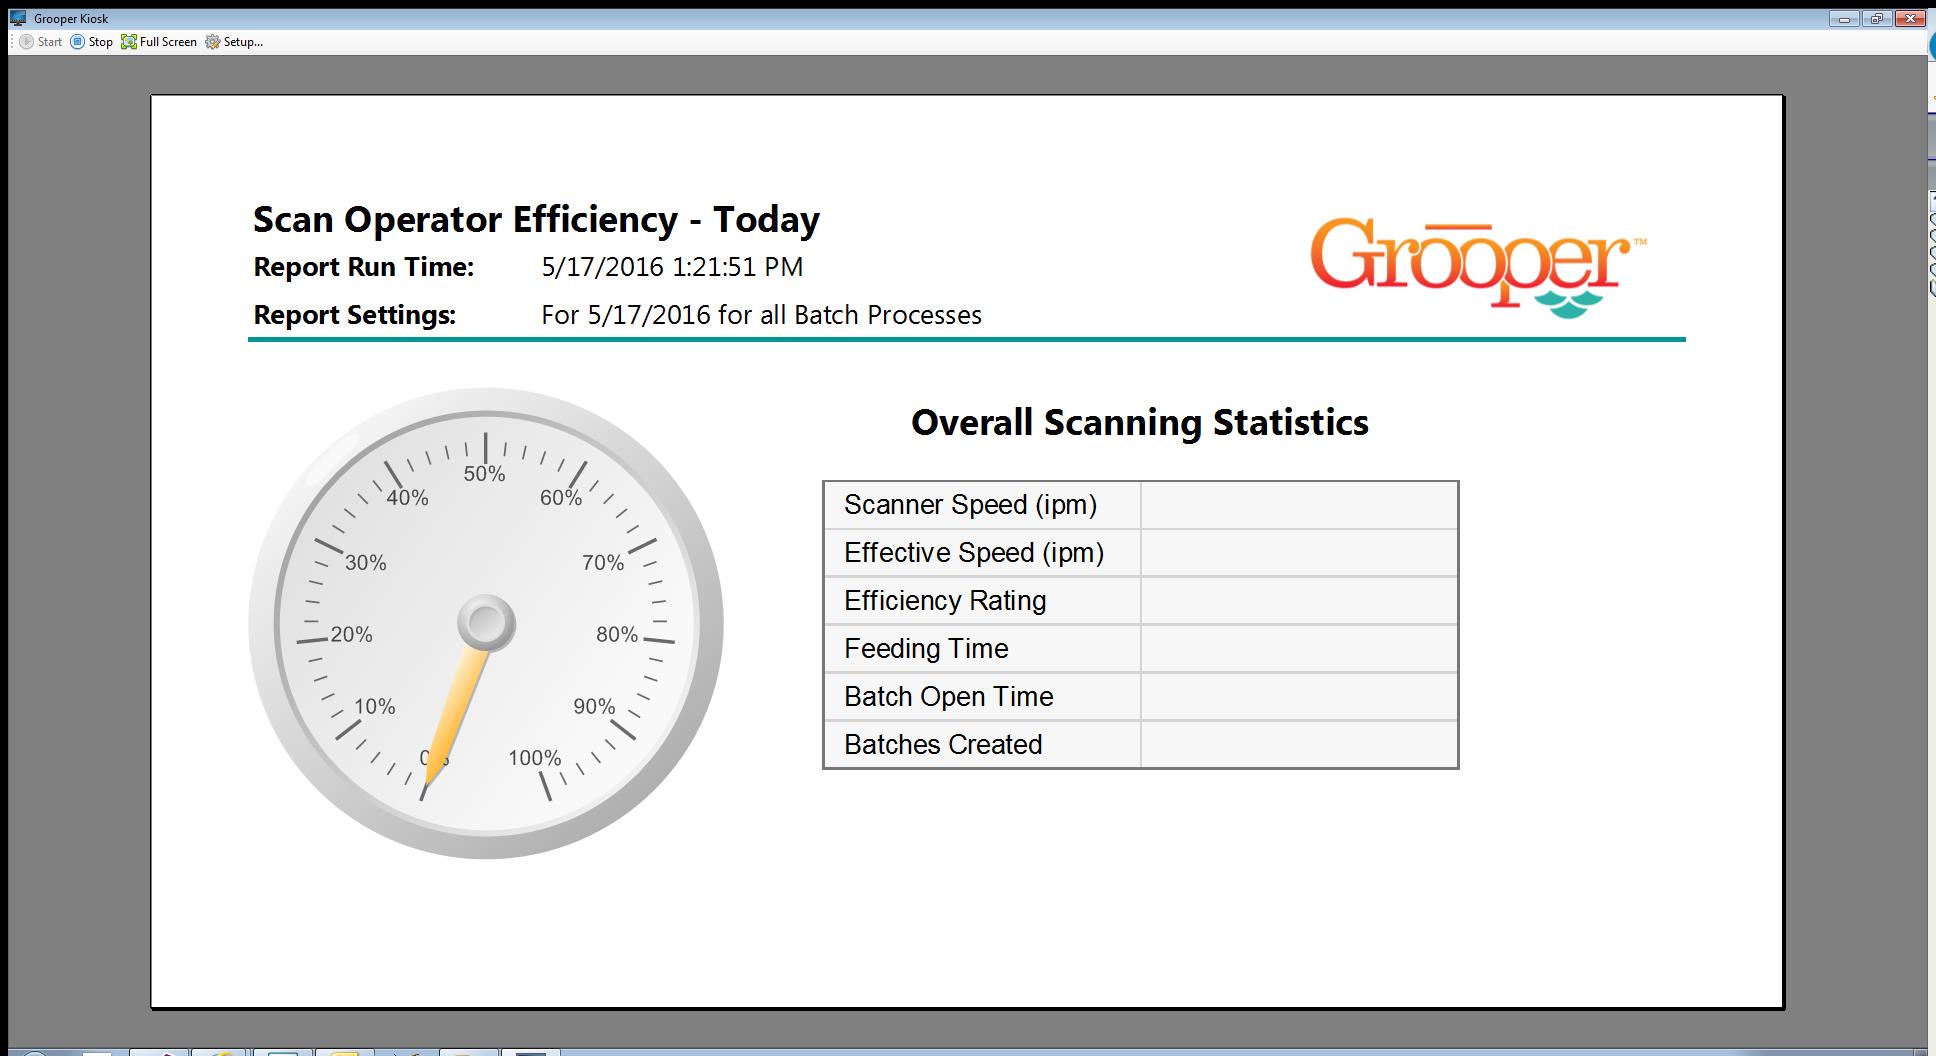 Grooper Kiosk
Start Stop Full Screen Setup...
Scan Operator Efficiency - Today
Report Run Time: 5/17/2016 1:21:51 PM
Report Settings: For 5/17/2016 for all Batch Processes
Grooper™
Overall Scanning Statistics
50%
40% 60%
30% 70%
20% 80%
10% 90%
0% 100%
Scanner Speed (ipm)
Effective Speed (ipm)
Efficiency Rating
Feeding Time
Batch Open Time
Batches Created